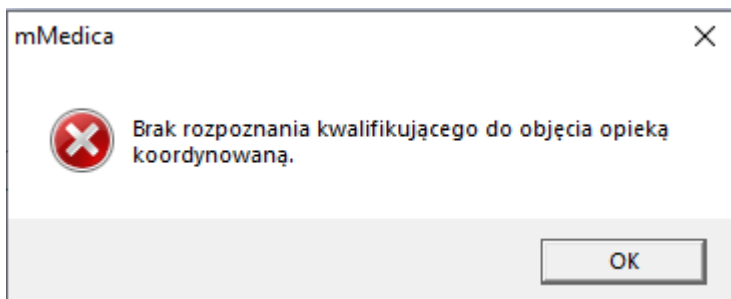 mMedica
Brak rozpoznania kwalifikującego do objęcia opieką
koordynowaną.
OK